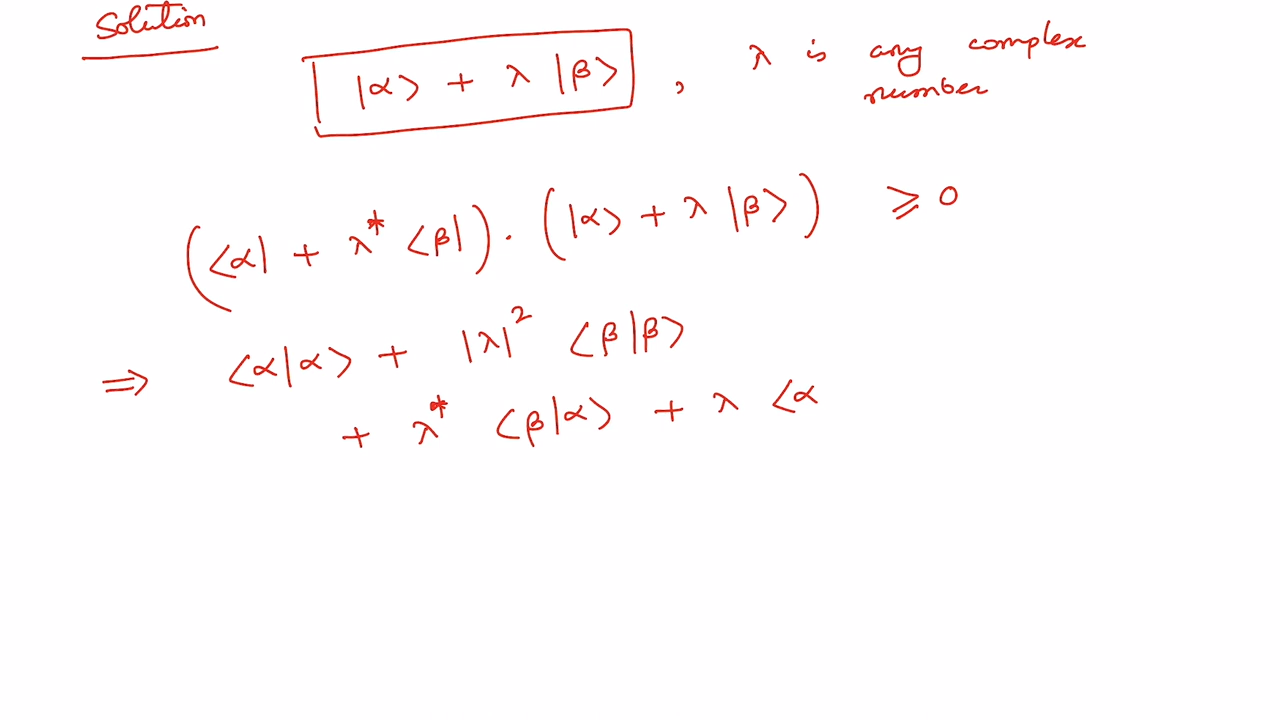 Solution
|α⟩ + λ |β⟩ , λ is any complex
number
(⟨α| + λ* ⟨β|) · (|α⟩ + λ |β⟩) ⩾ 0
⟹ ⟨α|α⟩ + |λ|² ⟨β|β⟩
+ λ* ⟨β|α⟩ + λ ⟨α